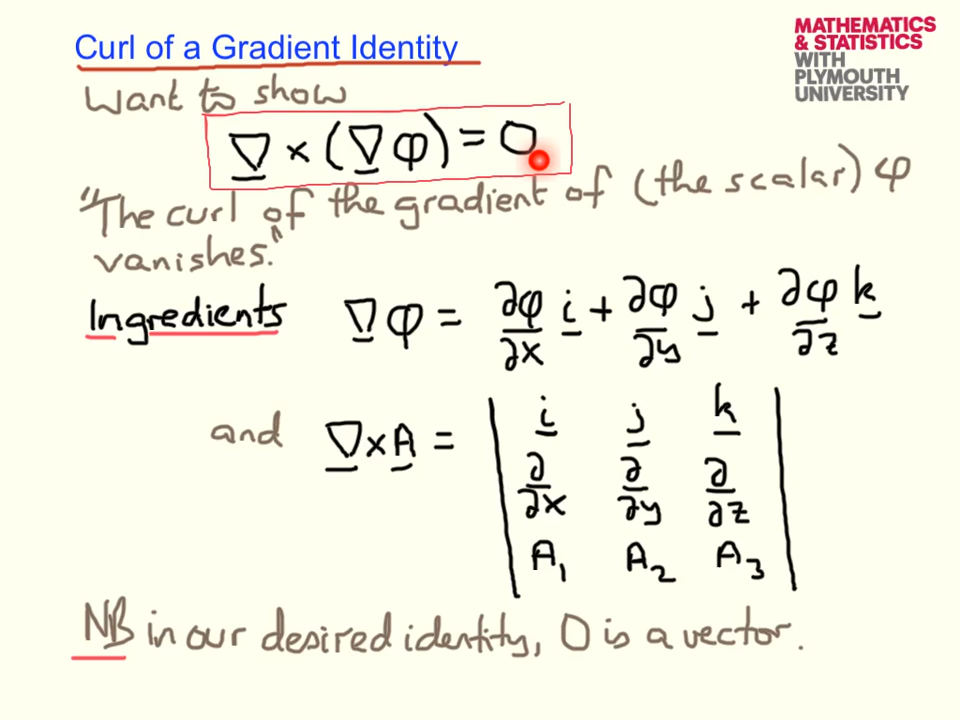 Curl of a Gradient Identity
MATHEMATICS
& STATISTICS
WITH
PLYMOUTH
UNIVERSITY
Want to show
∇ × (∇φ) = 0
"The curl of the gradient of (the scalar) φ
vanishes."
Ingredients ∇φ = ∂φ/∂x i + ∂φ/∂y j + ∂φ/∂z k
and ∇×A = | i j k |
| ∂/∂x ∂/∂y ∂/∂z |
| A₁ A₂ A₃ |
NB in our desired identity, 0 is a vector.